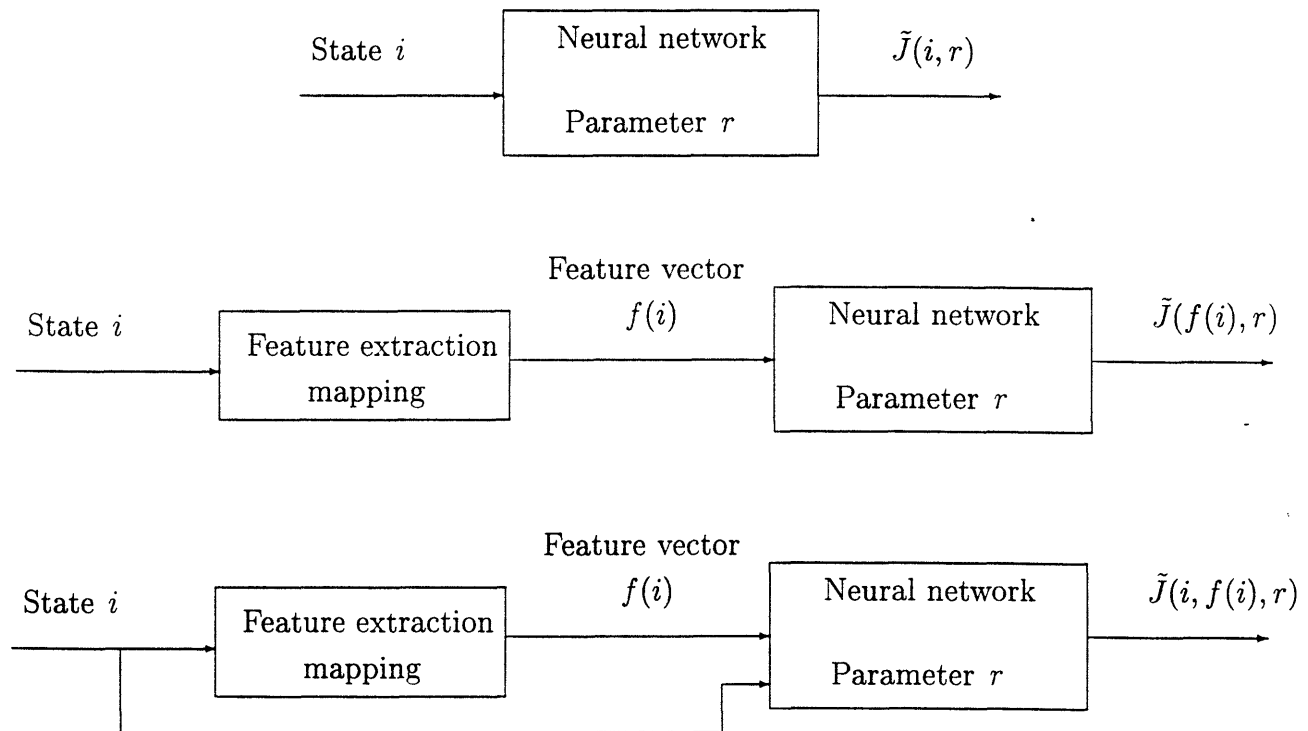 State i
Neural network
Parameter r
J̃(i, r)
State i
Feature extraction
mapping
Feature vector
f(i)
Neural network
Parameter r
J̃(f(i), r)
State i
Feature extraction
mapping
Feature vector
f(i)
Neural network
Parameter r
J̃(i, f(i), r)